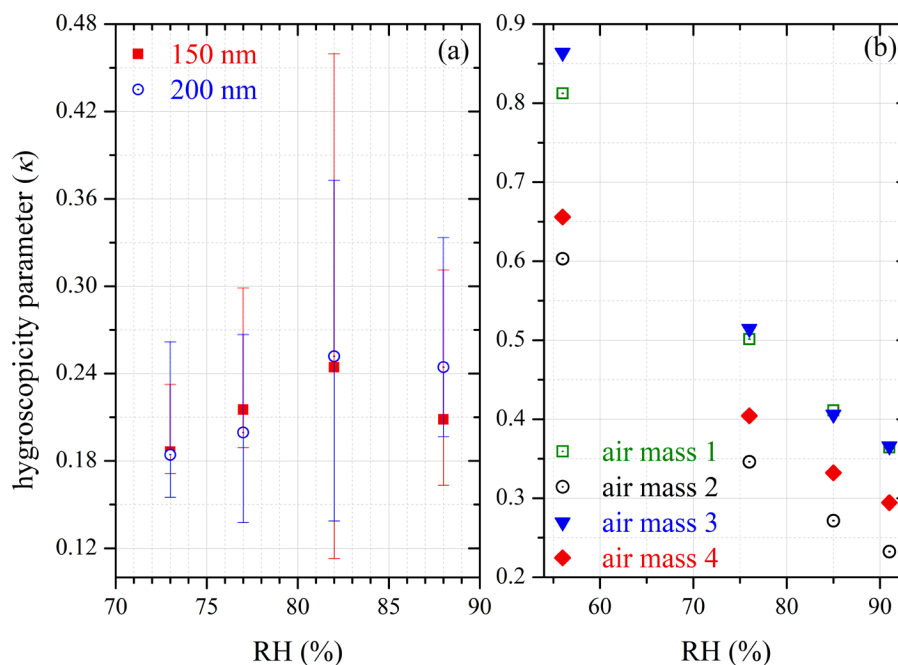 hygroscopicity parameter (κ)
0.48
0.42
0.36
0.30
0.24
0.18
0.12
150 nm
200 nm
(a)
70 75 80 85 90
RH (%)
0.9
0.8
0.7
0.6
0.5
0.4
0.3
0.2
(b)
air mass 1
air mass 2
air mass 3
air mass 4
60 70 80 90
RH (%)